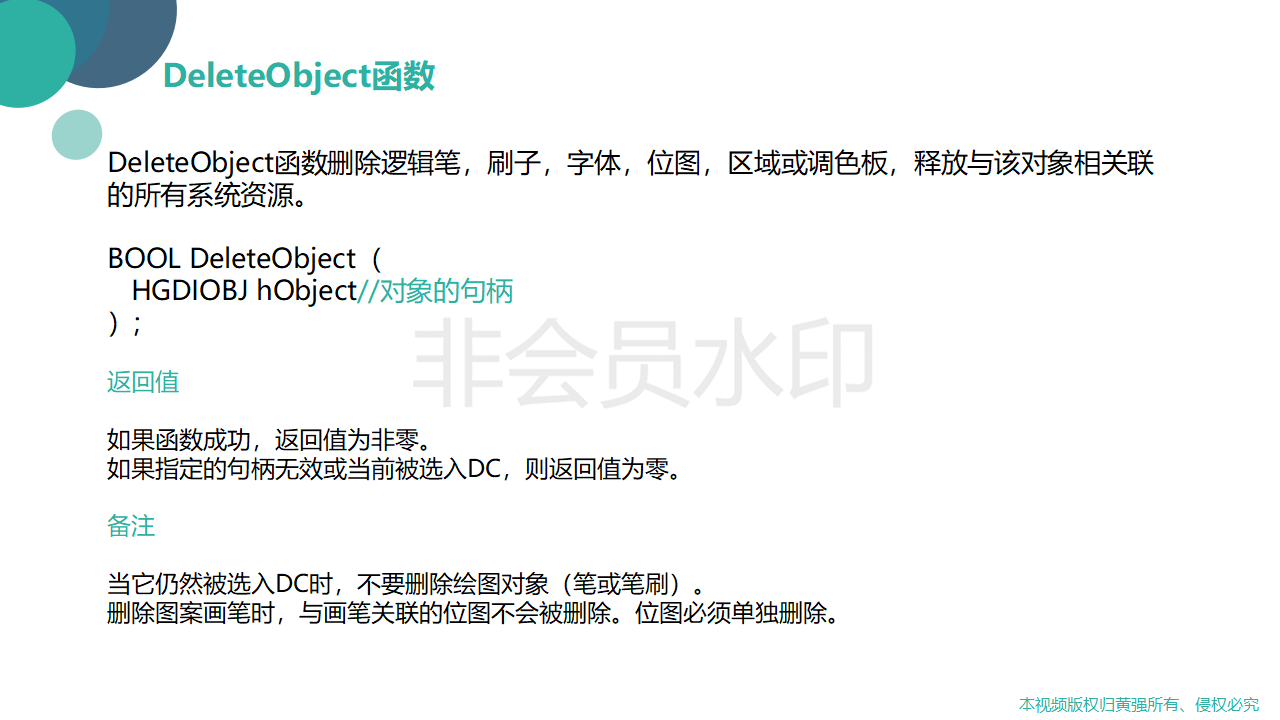 DeleteObject函数
DeleteObject函数删除逻辑笔，刷子，字体，位图，区域或调色板，释放与该对象相关联
的所有系统资源。
BOOL DeleteObject（
HGDIOBJ hObject//对象的句柄
）；
非会员水印
返回值
如果函数成功，返回值为非零。
如果指定的句柄无效或当前被选入DC，则返回值为零。
备注
当它仍然被选入DC时，不要删除绘图对象（笔或笔刷）。
删除图案画笔时，与画笔关联的位图不会被删除。位图必须单独删除。
本视频版权归黄强所有、侵权必究